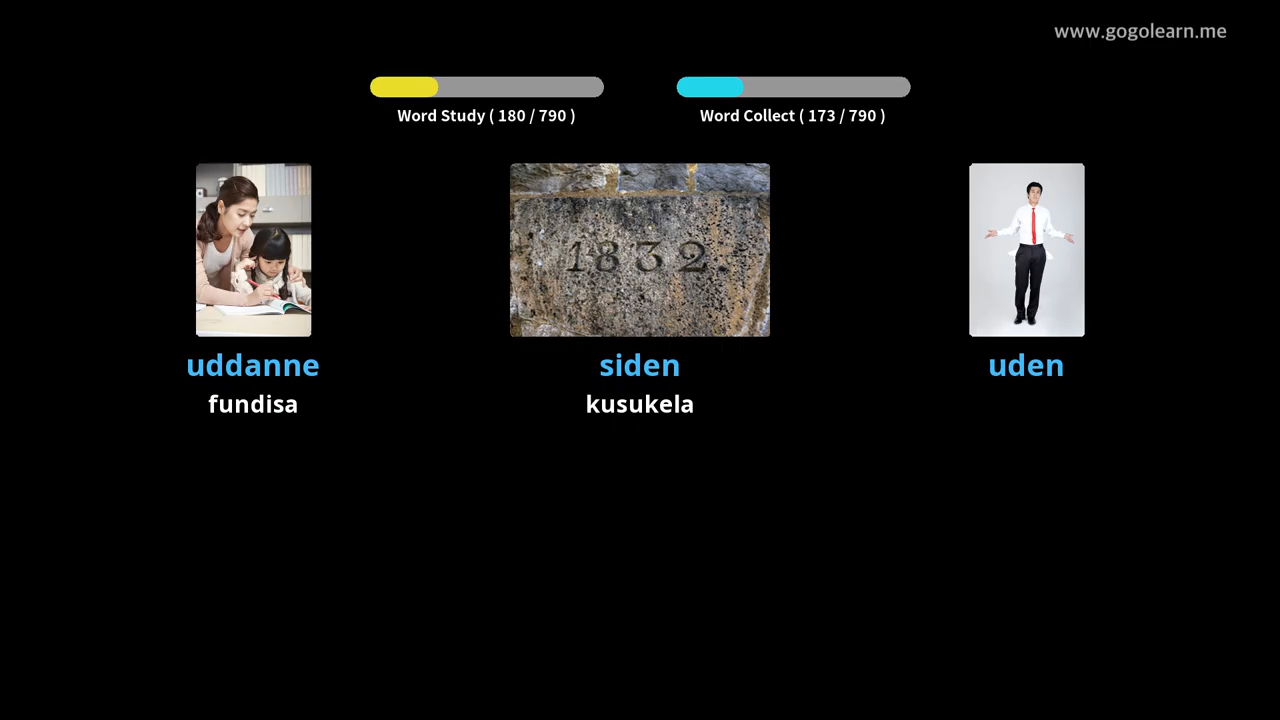 www.gogolearn.me
Word Study ( 180 / 790 )
Word Collect ( 173 / 790 )
1832.
uddanne
siden
uden
fundisa
kusukela